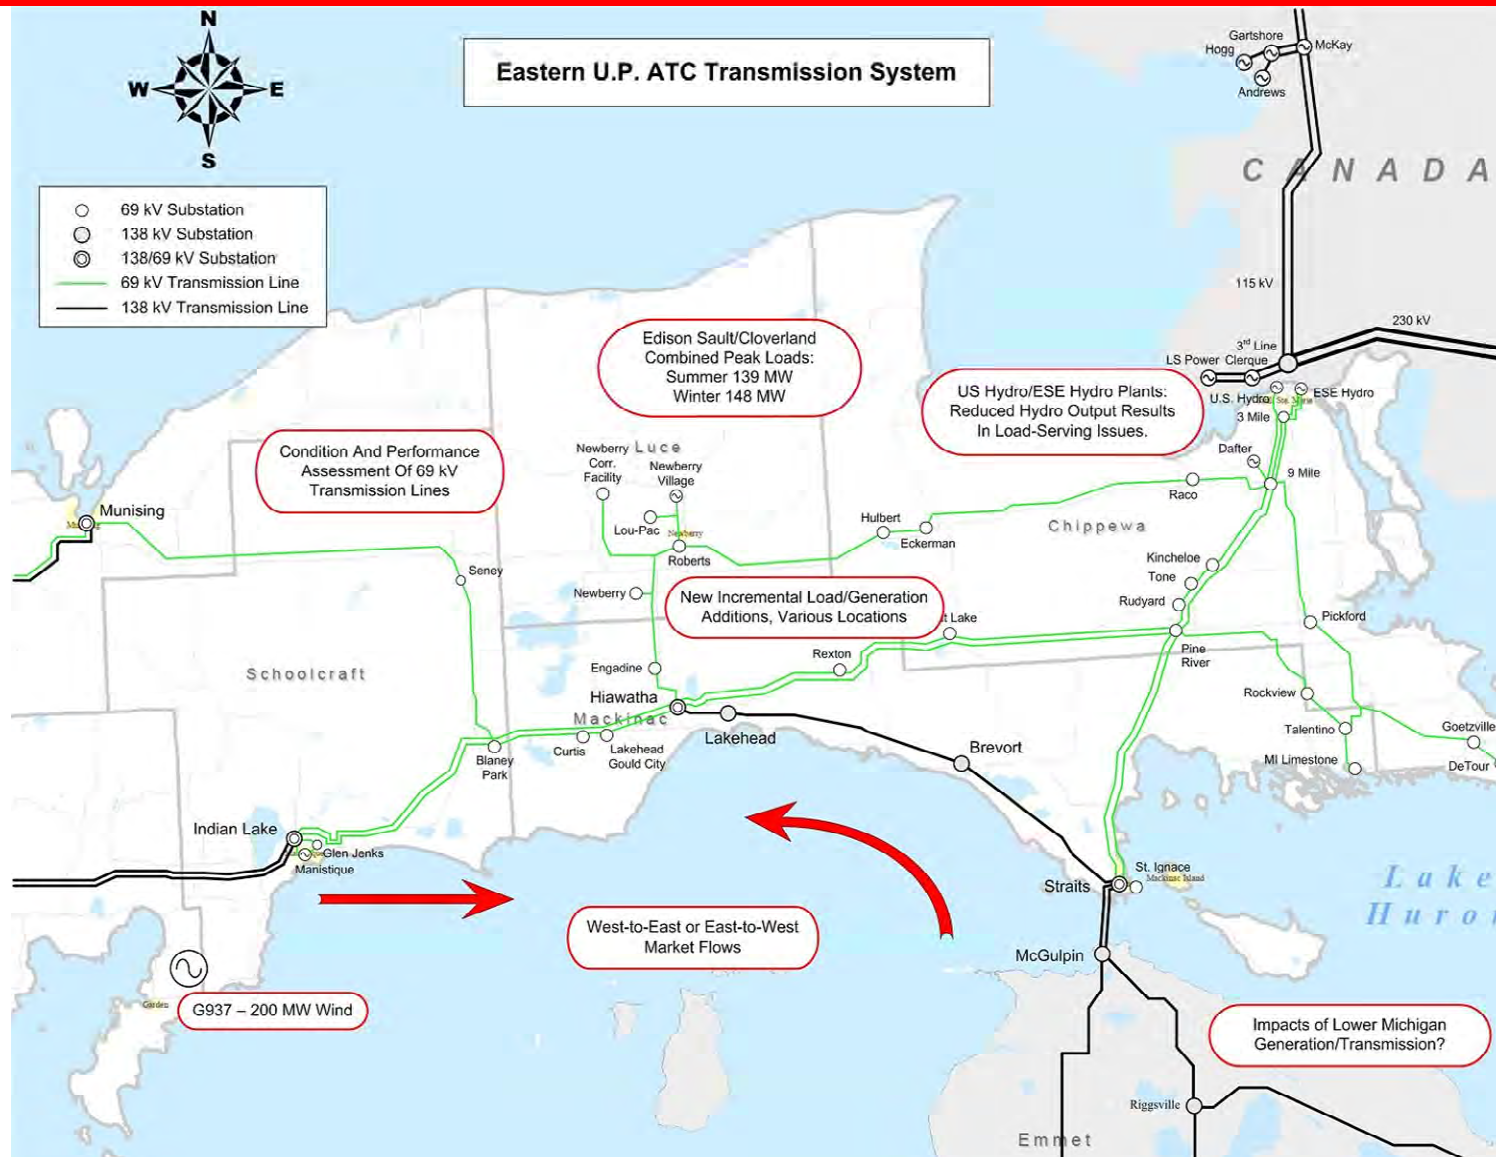 N
W
E
S
Eastern U.P. ATC Transmission System
Gartshore
Hogg
McKay
Andrews
CANADA
69 kV Substation
138 kV Substation
138/69 kV Substation
69 kV Transmission Line
138 kV Transmission Line
115 kV
230 kV
3rd Line
LS Power Clerque
U.S. Hydro
ESE Hydro
3 Mile
Edison Sault/Cloverland
Combined Peak Loads:
Summer 139 MW
Winter 148 MW
US Hydro/ESE Hydro Plants:
Reduced Hydro Output Results
In Load-Serving Issues.
Condition And Performance
Assessment Of 69 kV
Transmission Lines
Newberry
Corr.
Facility
Luce
Newberry
Village
Dafter
9 Mile
Raco
Munising
Lou-Pac
Newberry
Roberts
Hulbert
Eckerman
Chippewa
Kincheloe
Tone
Rudyard
Seney
Newberry
New Incremental Load/Generation
Additions, Various Locations
t Lake
Pickford
Pine
River
Rexton
Engadine
Schoolcraft
Hiawatha
Mackinac
Rockview
Curtis
Lakehead
Gould City
Lakehead
Brevort
Talentino
Goetzville
MI Limestone
DeTour
Blaney
Park
Indian Lake
Glen Jenks
Manistique
Straits
St. Ignace
Mackinac Island
Lake
Huro
West-to-East or East-to-West
Market Flows
McGulpin
Garden
G937 – 200 MW Wind
Impacts of Lower Michigan
Generation/Transmission?
Riggsville
Emmet